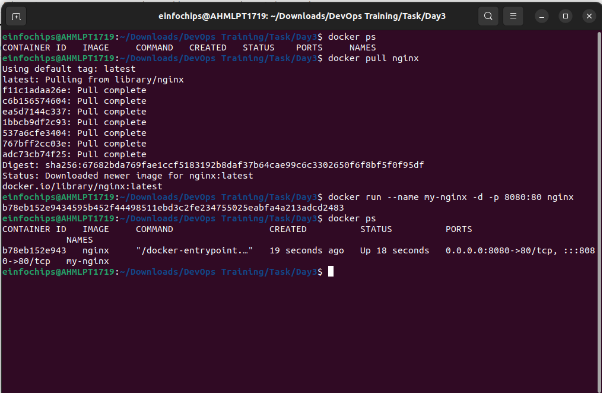 einfochips@AHMLPT1719: ~/Downloads/DevOps Training/Task/Day3
einfochips@AHMLPT1719:~/Downloads/DevOps Training/Task/Day3$ docker ps
CONTAINER ID   IMAGE     COMMAND   CREATED   STATUS    PORTS     NAMES
einfochips@AHMLPT1719:~/Downloads/DevOps Training/Task/Day3$ docker pull nginx
Using default tag: latest
latest: Pulling from library/nginx
f11c1adaa26e: Pull complete
c6b156574604: Pull complete
ea5d7144c337: Pull complete
1bbcb9df2c93: Pull complete
537a6cfe3404: Pull complete
767bff2cc03e: Pull complete
adc73cb74f25: Pull complete
Digest: sha256:67682bda769fae1ccf5183192b8daf37b64cae99c6c3302650f6f8bf5f0f95df
Status: Downloaded newer image for nginx:latest
docker.io/library/nginx:latest
einfochips@AHMLPT1719:~/Downloads/DevOps Training/Task/Day3$ docker run --name my-nginx -d -p 8080:80 nginx
b78eb152e9434595b452f44498511ebd3c2fe234755025eabfa4a213adcd2483
einfochips@AHMLPT1719:~/Downloads/DevOps Training/Task/Day3$ docker ps
CONTAINER ID   IMAGE     COMMAND                  CREATED          STATUS          PORTS
NAMES
b78eb152e943   nginx     "/docker-entrypoint.…"   19 seconds ago   Up 18 seconds   0.0.0.0:8080->80/tcp, :::808
0->80/tcp   my-nginx
einfochips@AHMLPT1719:~/Downloads/DevOps Training/Task/Day3$